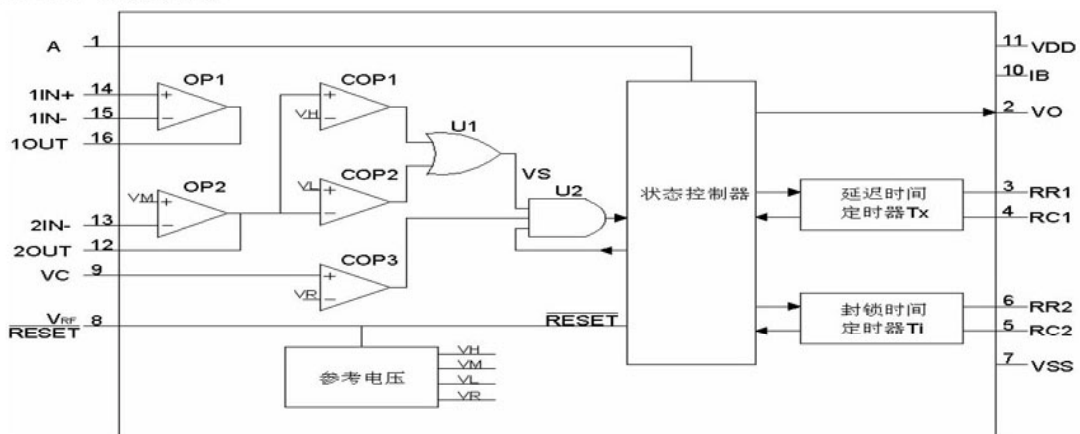 A 1
11 VDD
10 IB
OP1
COP1
1IN+ 14
+
+
2 VO
1IN- 15
−
VH −
1OUT 16
U1
VS
OP2
COP2
U2
状态控制器
VM +
VL +
延迟时间
定时器Tx
3 RR1
4 RC1
2IN- 13
−
−
2OUT 12
COP3
VC 9
+
VR −
封锁时间
定时器Ti
6 RR2
5 RC2
VRF
RESET
8
RESET
7 VSS
参考电压
VH
VM
VL
VR